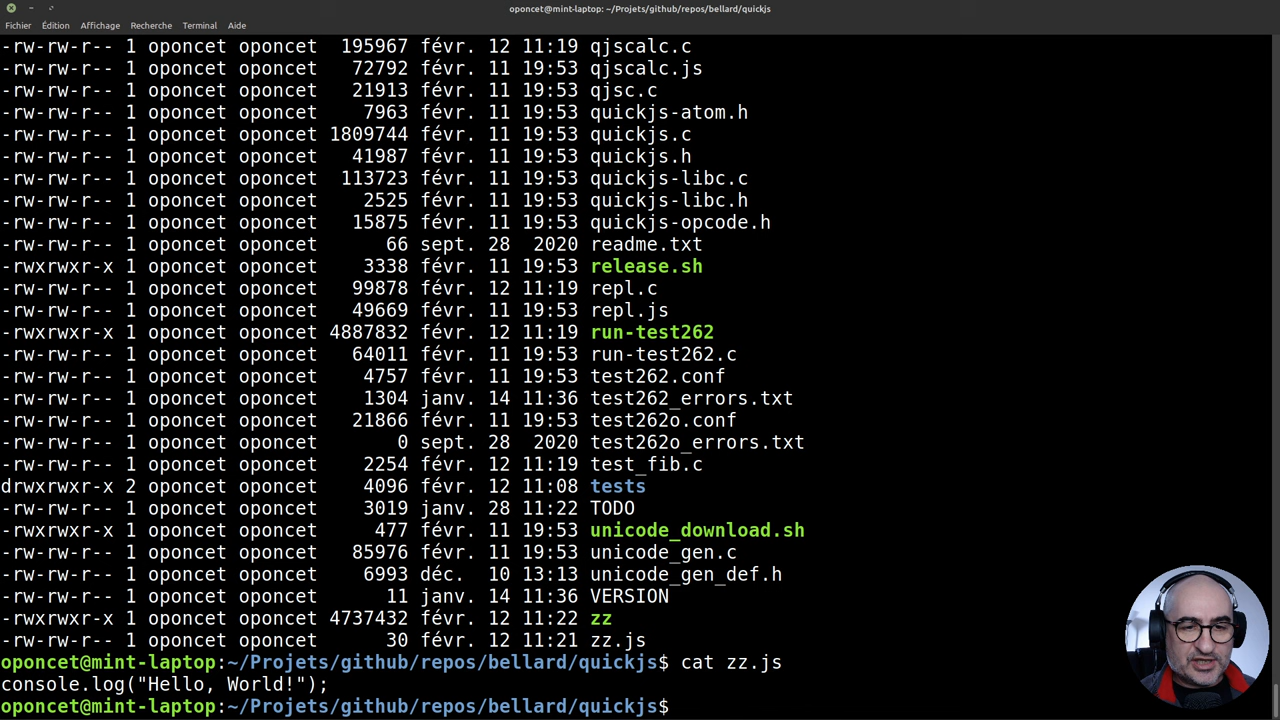 oponcet@mint-laptop: ~/Projets/github/repos/bellard/quickjs
Fichier Édition Affichage Recherche Terminal Aide
-rw-rw-r-- 1 oponcet oponcet 195967 févr. 12 11:19 qjscalc.c
-rw-rw-r-- 1 oponcet oponcet 72792 févr. 11 19:53 qjscalc.js
-rw-rw-r-- 1 oponcet oponcet 21913 févr. 11 19:53 qjsc.c
-rw-rw-r-- 1 oponcet oponcet 7963 févr. 11 19:53 quickjs-atom.h
-rw-rw-r-- 1 oponcet oponcet 1809744 févr. 11 19:53 quickjs.c
-rw-rw-r-- 1 oponcet oponcet 41987 févr. 11 19:53 quickjs.h
-rw-rw-r-- 1 oponcet oponcet 113723 févr. 11 19:53 quickjs-libc.c
-rw-rw-r-- 1 oponcet oponcet 2525 févr. 11 19:53 quickjs-libc.h
-rw-rw-r-- 1 oponcet oponcet 15875 févr. 11 19:53 quickjs-opcode.h
-rw-rw-r-- 1 oponcet oponcet 66 sept. 28 2020 readme.txt
-rwxrwxr-x 1 oponcet oponcet 3338 févr. 11 19:53 release.sh
-rw-rw-r-- 1 oponcet oponcet 99878 févr. 12 11:19 repl.c
-rw-rw-r-- 1 oponcet oponcet 49669 févr. 11 19:53 repl.js
-rwxrwxr-x 1 oponcet oponcet 4887832 févr. 12 11:19 run-test262
-rw-rw-r-- 1 oponcet oponcet 64011 févr. 11 19:53 run-test262.c
-rw-rw-r-- 1 oponcet oponcet 4757 févr. 11 19:53 test262.conf
-rw-rw-r-- 1 oponcet oponcet 1304 janv. 14 11:36 test262_errors.txt
-rw-rw-r-- 1 oponcet oponcet 21866 févr. 11 19:53 test262o.conf
-rw-rw-r-- 1 oponcet oponcet 0 sept. 28 2020 test262o_errors.txt
-rw-rw-r-- 1 oponcet oponcet 2254 févr. 12 11:19 test_fib.c
drwxrwxr-x 2 oponcet oponcet 4096 févr. 12 11:08 tests
-rw-rw-r-- 1 oponcet oponcet 3019 janv. 28 11:22 TODO
-rwxrwxr-x 1 oponcet oponcet 477 févr. 11 19:53 unicode_download.sh
-rw-rw-r-- 1 oponcet oponcet 85976 févr. 11 19:53 unicode_gen.c
-rw-rw-r-- 1 oponcet oponcet 6993 déc. 10 13:13 unicode_gen_def.h
-rw-rw-r-- 1 oponcet oponcet 11 janv. 14 11:36 VERSION
-rwxrwxr-x 1 oponcet oponcet 4737432 févr. 12 11:22 zz
-rw-rw-r-- 1 oponcet oponcet 30 févr. 12 11:21 zz.js
oponcet@mint-laptop:~/Projets/github/repos/bellard/quickjs$ cat zz.js
console.log("Hello, World!");
oponcet@mint-laptop:~/Projets/github/repos/bellard/quickjs$